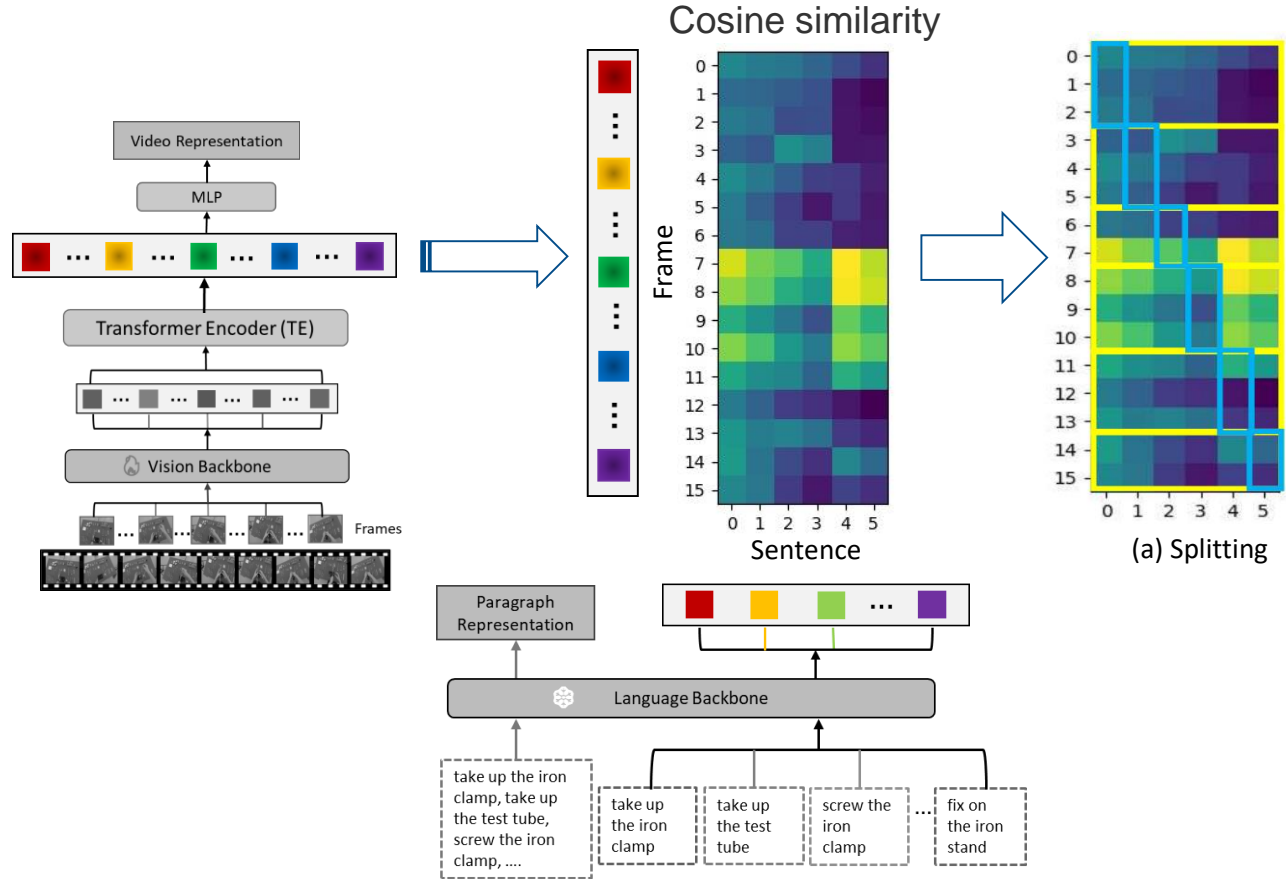 Cosine similarity
Video Representation
MLP
... ... ... ...
Transformer Encoder (TE)
... ... ... ...
Vision Backbone
... ... ... ...
Frames
Frame
0
1
2
3
4
5
6
7
8
9
10
11
12
13
14
15
0 1 2 3 4 5
Sentence
0
1
2
3
4
5
6
7
8
9
10
11
12
13
14
15
0 1 2 3 4 5
(a) Splitting
Paragraph
Representation
...
Language Backbone
take up the iron
clamp, take up
the test tube,
screw the iron
clamp, ....
take up
the iron
clamp
take up
the test
tube
screw the
iron
clamp
...
fix on
the iron
stand